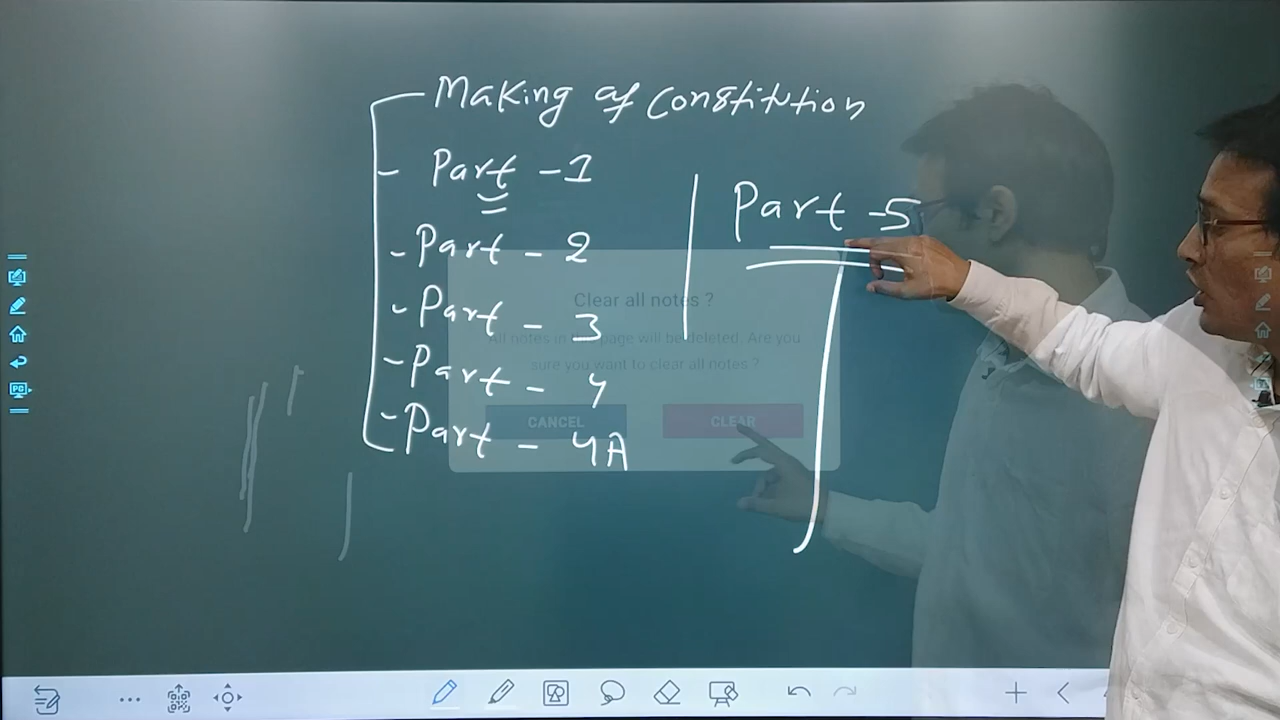 Making of Constitution
- Part - 1
- Part - 2
- Part - 3
- Part - 4
- Part - 4A
Part - 5
Clear all notes ?
All notes in the page will be deleted. Are you
sure you want to clear all notes ?
CANCEL
CLEAR